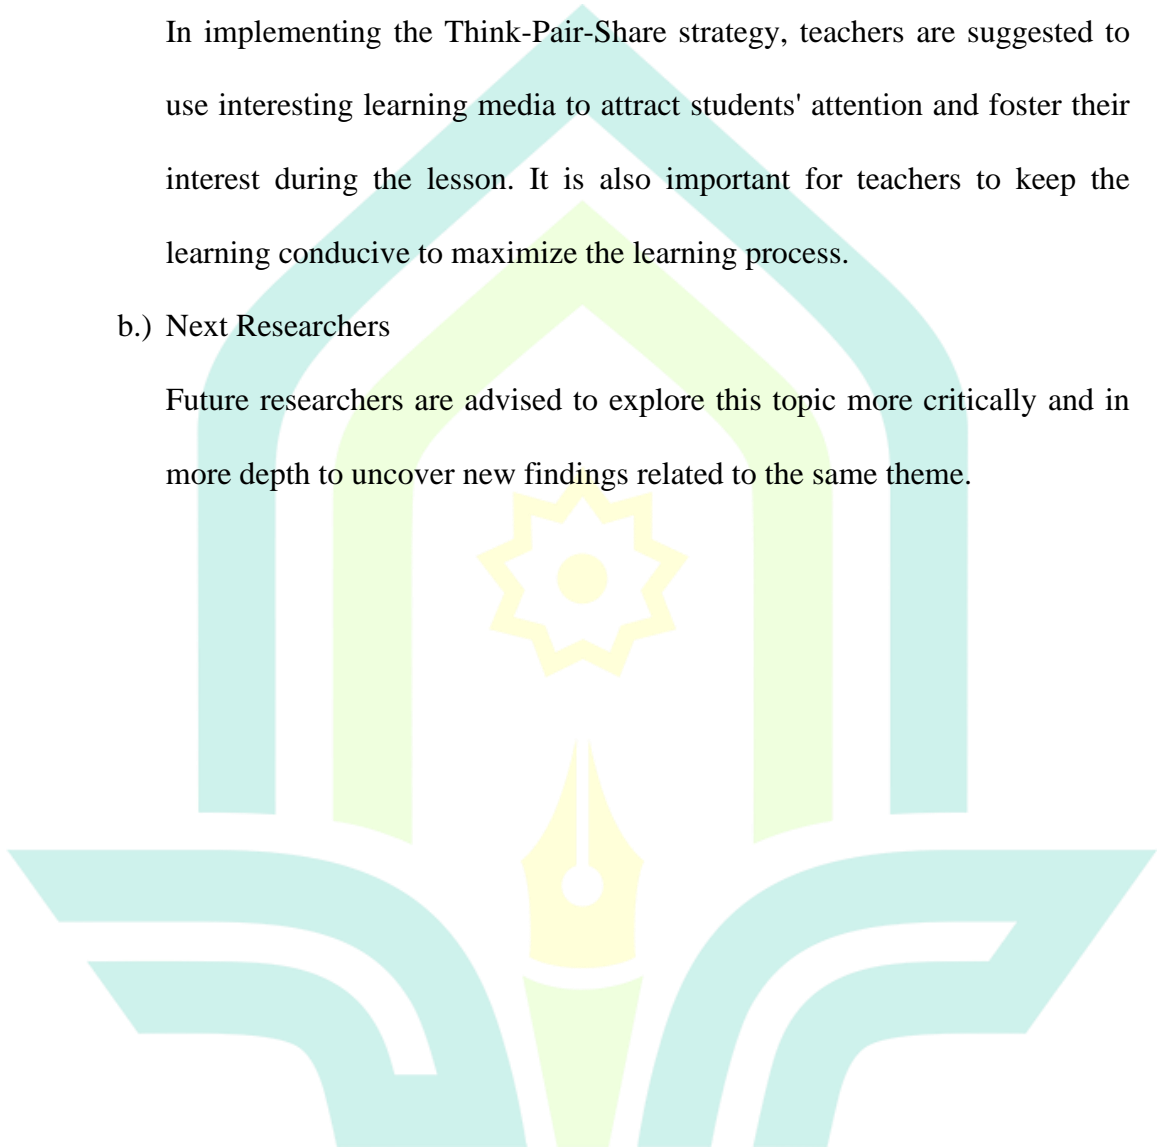 In implementing the Think-Pair-Share strategy, teachers are suggested to
use interesting learning media to attract students' attention and foster their
interest during the lesson. It is also important for teachers to keep the
learning conducive to maximize the learning process.
b.) Next Researchers
Future researchers are advised to explore this topic more critically and in
more depth to uncover new findings related to the same theme.